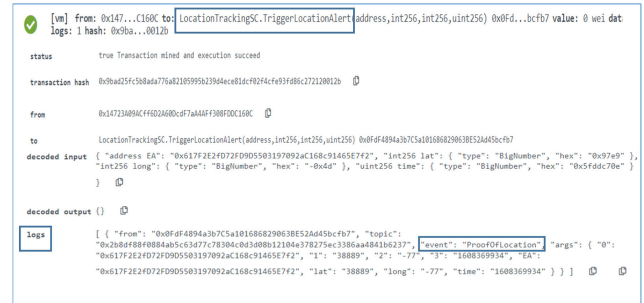 [vm] from: 0x147...C160C to: LocationTrackingSC.TriggerLocationAlert(address,int256,int256,uint256) 0x0Fd...bcfb7 value: 0 wei dat
logs: 1 hash: 0x9ba...0012b
status true Transaction mined and execution succeed
transaction hash 0x9bad25fc5b8ada776a82105995b239d4ece81dcf02f4cfe93fd86c272120012b
from 0x14723A09ACff6D2A60DcdF7aA4AFf308FDDC160C
to LocationTrackingSC.TriggerLocationAlert(address,int256,int256,uint256) 0x0FdF4894a3b7C5a101686829063BE52Ad45bcfb7
decoded input { "address EA": "0x617F2E2fD72FD9D5503197092aC168c91465E7f2", "int256 lat": { "type": "BigNumber", "hex": "0x97e9" },
"int256 long": { "type": "BigNumber", "hex": "-0x4d" }, "uint256 time": { "type": "BigNumber", "hex": "0x5fddc70e" }
}
decoded output {}
logs [ { "from": "0x0FdF4894a3b7C5a101686829063BE52Ad45bcfb7", "topic":
"0x2b8df88f0884ab5c63d77c78304c0d3d08b12104e378275ec3386aa4841b6237", "event": "ProofOfLocation", "args": { "0":
"0x617F2E2fD72FD9D5503197092aC168c91465E7f2", "1": "38889", "2": "-77", "3": "1608369934", "EA":
"0x617F2E2fD72FD9D5503197092aC168c91465E7f2", "lat": "38889", "long": "-77", "time": "1608369934" } } ]